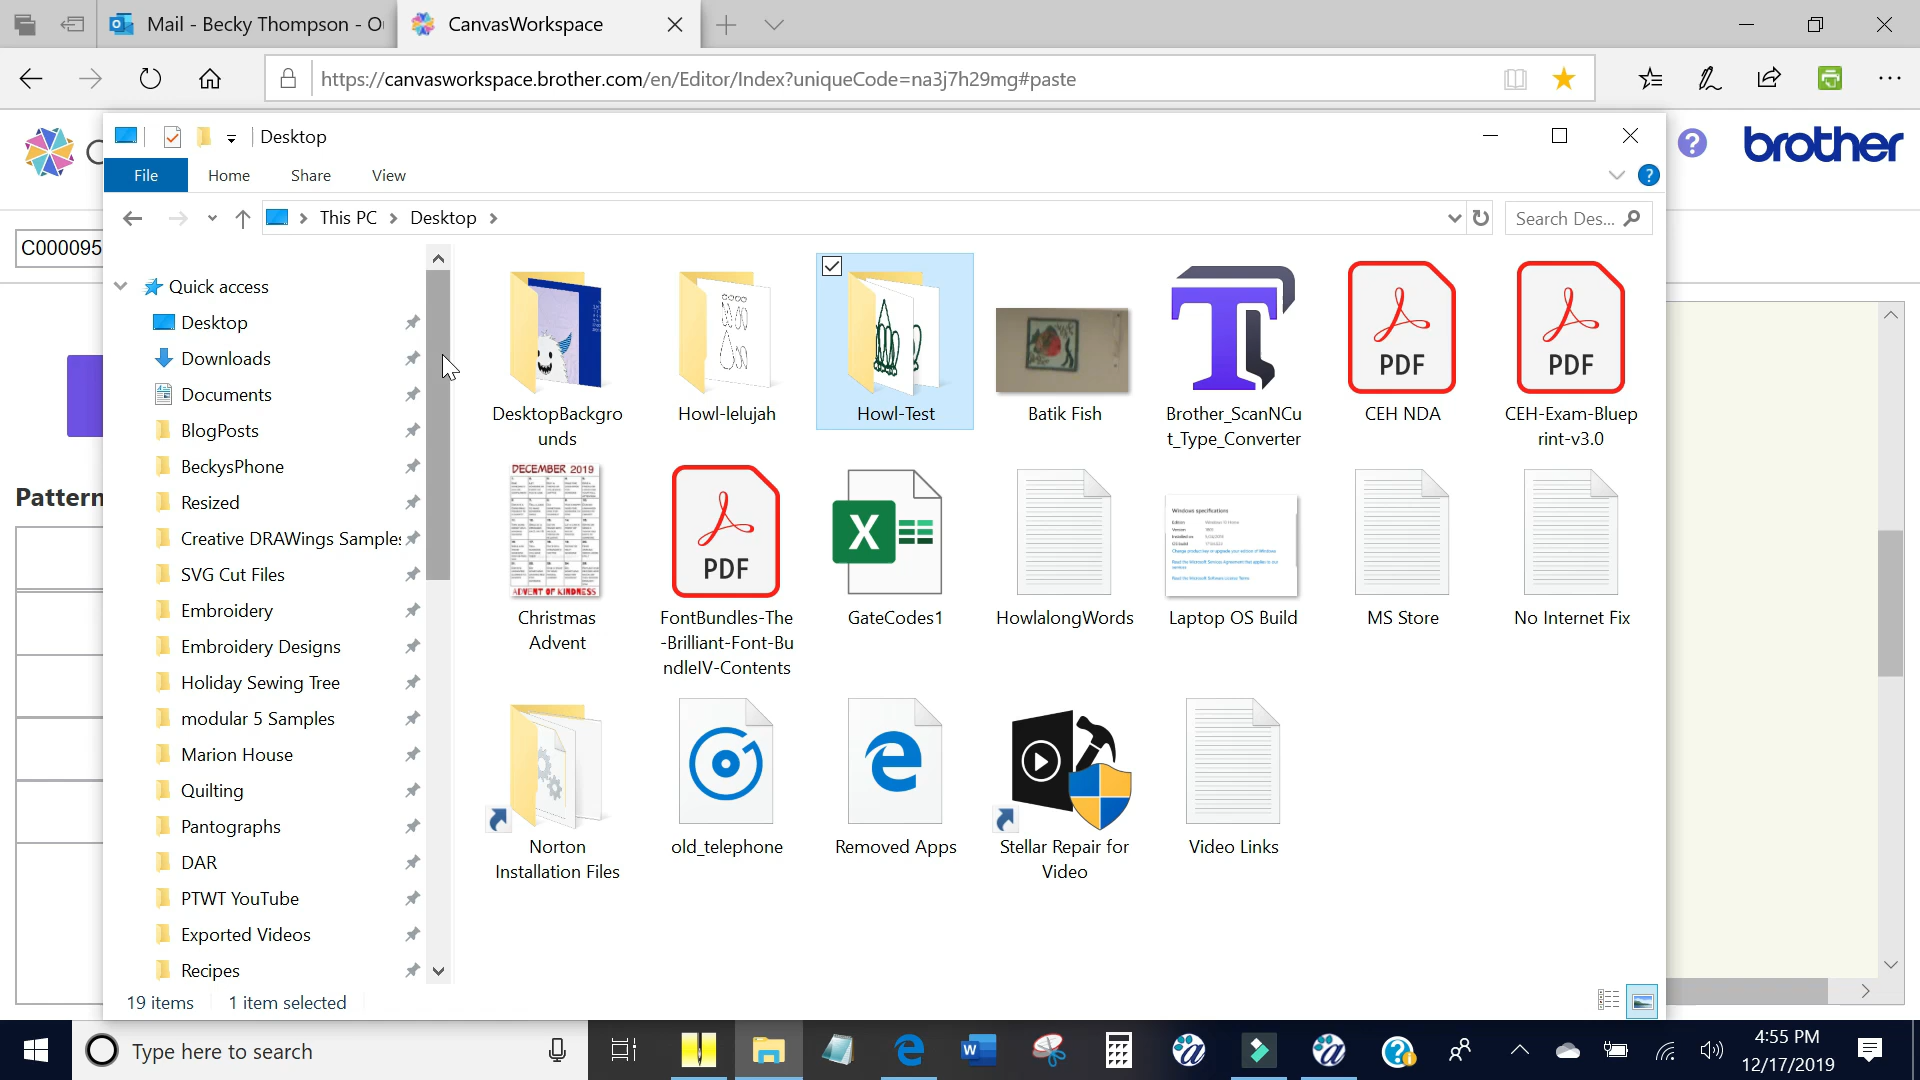 Mail - Becky Thompson - O
CanvasWorkspace
https://canvasworkspace.brother.com/en/Editor/Index?uniqueCode=na3j7h29mg#paste
Desktop
brother
File
Home
Share
View
This PC
Desktop
Search Des...
C000095
Pattern
Quick access
Desktop
Downloads
Documents
BlogPosts
BeckysPhone
Resized
Creative DRAWings Samples
SVG Cut Files
Embroidery
Embroidery Designs
Holiday Sewing Tree
modular 5 Samples
Marion House
Quilting
Pantographs
DAR
PTWT YouTube
Exported Videos
Recipes
DesktopBackgro
unds
Howl-lelujah
Howl-Test
Batik Fish
Brother_ScanNCu
t_Type_Converter
PDF
CEH NDA
PDF
CEH-Exam-Bluep
rint-v3.0
DECEMBER 2019
ADVENT OF KINDNESS
Christmas
Advent
PDF
FontBundles-The
-Brilliant-Font-Bu
ndleIV-Contents
GateCodes1
HowlalongWords
Windows specifications
Laptop OS Build
MS Store
No Internet Fix
Norton
Installation Files
old_telephone
Removed Apps
Stellar Repair for
Video
Video Links
19 items
1 item selected
Type here to search
4:55 PM
12/17/2019